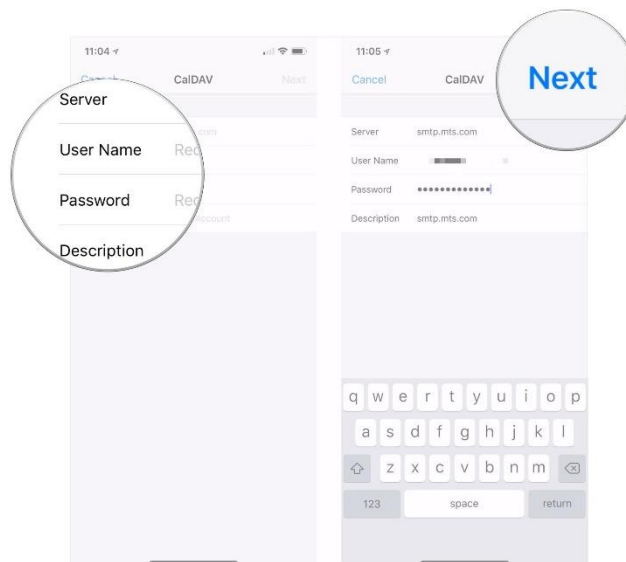 11:04
Cancel CalDAV Next
Server
User Name
Password
Description
11:05
Cancel CalDAV
Next
Server smtp.mts.com
User Name
Password ••••••••••••••
Description smtp.mts.com
q w e r t y u i o p
a s d f g h j k l
z x c v b n m
123 space return